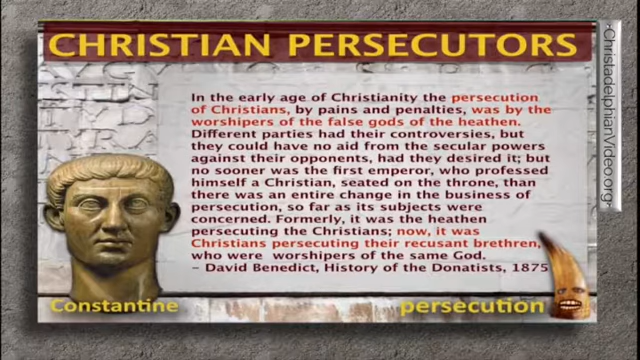 CHRISTIAN PERSECUTORS
In the early age of Christianity the persecution
of Christians, by pains and penalties, was by the
worshipers of the false gods of the heathen.
Different parties had their controversies, but
they could have no aid from the secular powers
against their opponents, had they desired it; but
no sooner was the first emperor, who professed
himself a Christian, seated on the throne, than
there was an entire change in the business of
persecution, so far as its subjects were
concerned. Formerly, it was the heathen
persecuting the Christians; now, it was
Christians persecuting their recusant brethren,
who were worshipers of the same God.
– David Benedict, History of the Donatists, 1875
Constantine
persecution
ChristadelphianVideo.org